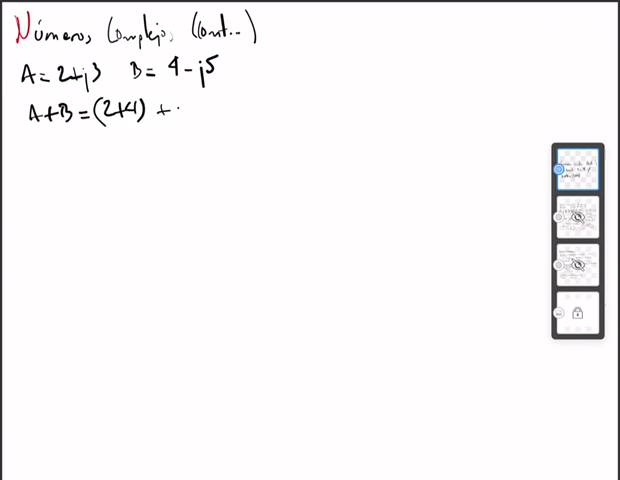 Números Complejos (Cont...)
A = 2+j3 B = 4-j5
A+B = (2+4) +